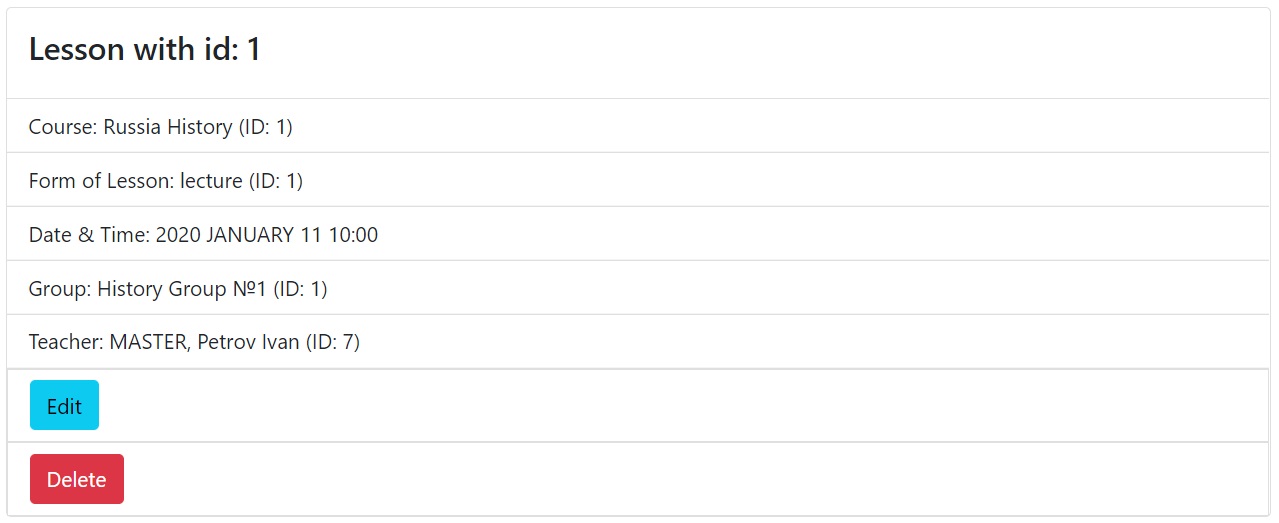 Lesson with id: 1
Course: Russia History (ID: 1)
Form of Lesson: lecture (ID: 1)
Date & Time: 2020 JANUARY 11 10:00
Group: History Group №1 (ID: 1)
Teacher: MASTER, Petrov Ivan (ID: 7)
Edit
Delete